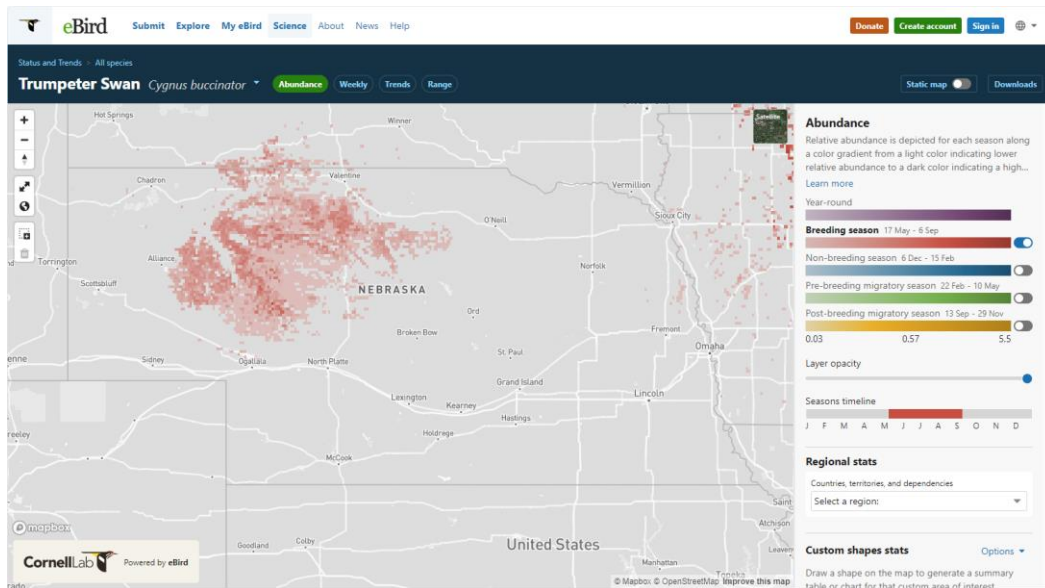 eBird Submit Explore My eBird Science About News Help Donate Create account Sign in
Status and Trends > All species
Trumpeter Swan Cygnus buccinator Abundance Weekly Trends Range Static map Downloads
Hot Springs
Winner
Satellite
Chadron
Valentine
Vermillion
O'Neill
Sioux City
Torrington
Alliance
Scottsbluff
Norfolk
NEBRASKA
Ord
Broken Bow
Fremont
Omaha
enne
Sidney
Ogallala
North Platte
St. Paul
Grand Island
Lexington
Kearney
Lincoln
Hastings
reeley
Holdrege
McCook
Saint
Atchison
Goodland
Colby
United States
Leaven
Manhattan
Topeka
mapbox
CornellLab Powered by eBird
© Mapbox © OpenStreetMap Improve this map
Abundance
Relative abundance is depicted for each season along
a color gradient from a light color indicating lower
relative abundance to a dark color indicating a high...
Learn more
Year-round
Breeding season 17 May - 6 Sep
Non-breeding season 6 Dec - 15 Feb
Pre-breeding migratory season 22 Feb - 10 May
Post-breeding migratory season 13 Sep - 29 Nov
0.03 0.57 5.5
Layer opacity
Seasons timeline
J F M A M J J A S O N D
Regional stats
Countries, territories, and dependencies
Select a region:
Custom shapes stats Options
Draw a shape on the map to generate a summary
table or chart for that custom area of interest